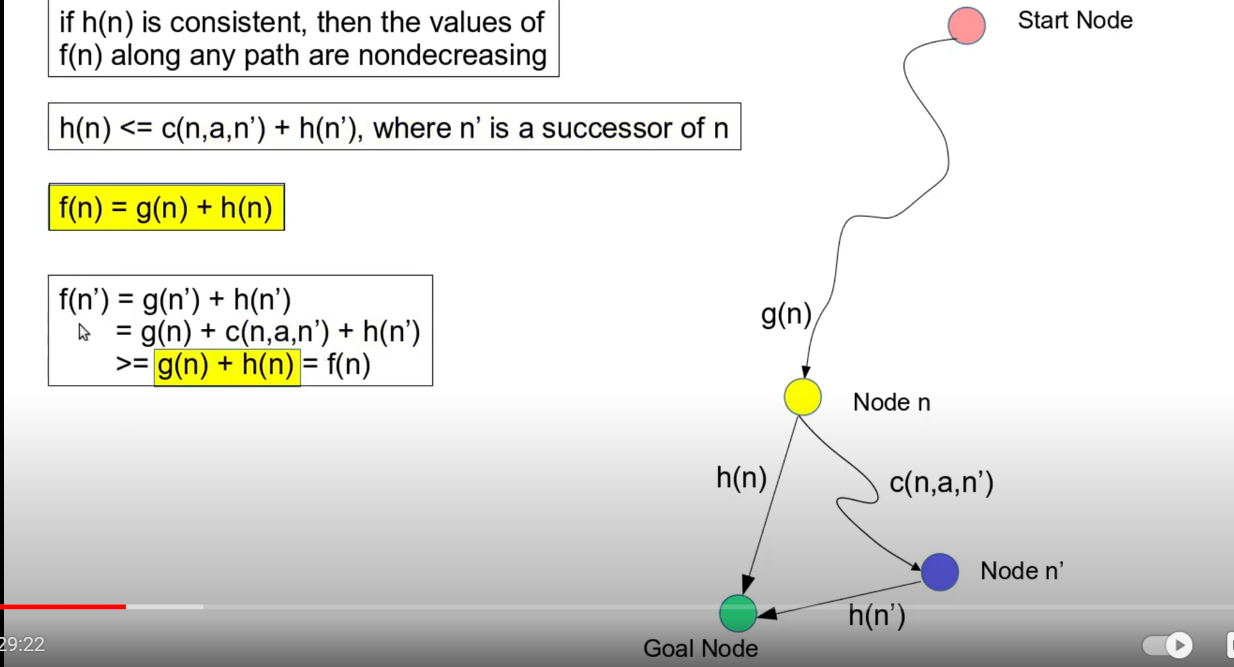 if h(n) is consistent, then the values of
f(n) along any path are nondecreasing
h(n) <= c(n,a,n’) + h(n’), where n’ is a successor of n
f(n) = g(n) + h(n)
f(n’) = g(n’) + h(n’)
= g(n) + c(n,a,n’) + h(n’)
>= g(n) + h(n) = f(n)
Start Node
g(n)
Node n
h(n)
c(n,a,n’)
Node n’
h(n’)
Goal Node
29:22